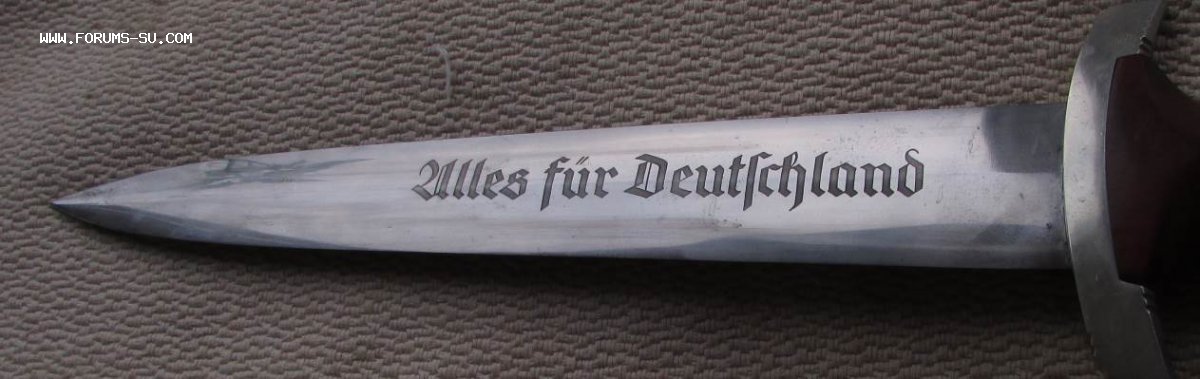 WWW.FORUMS-SU.COM
Alles für Deutſchland